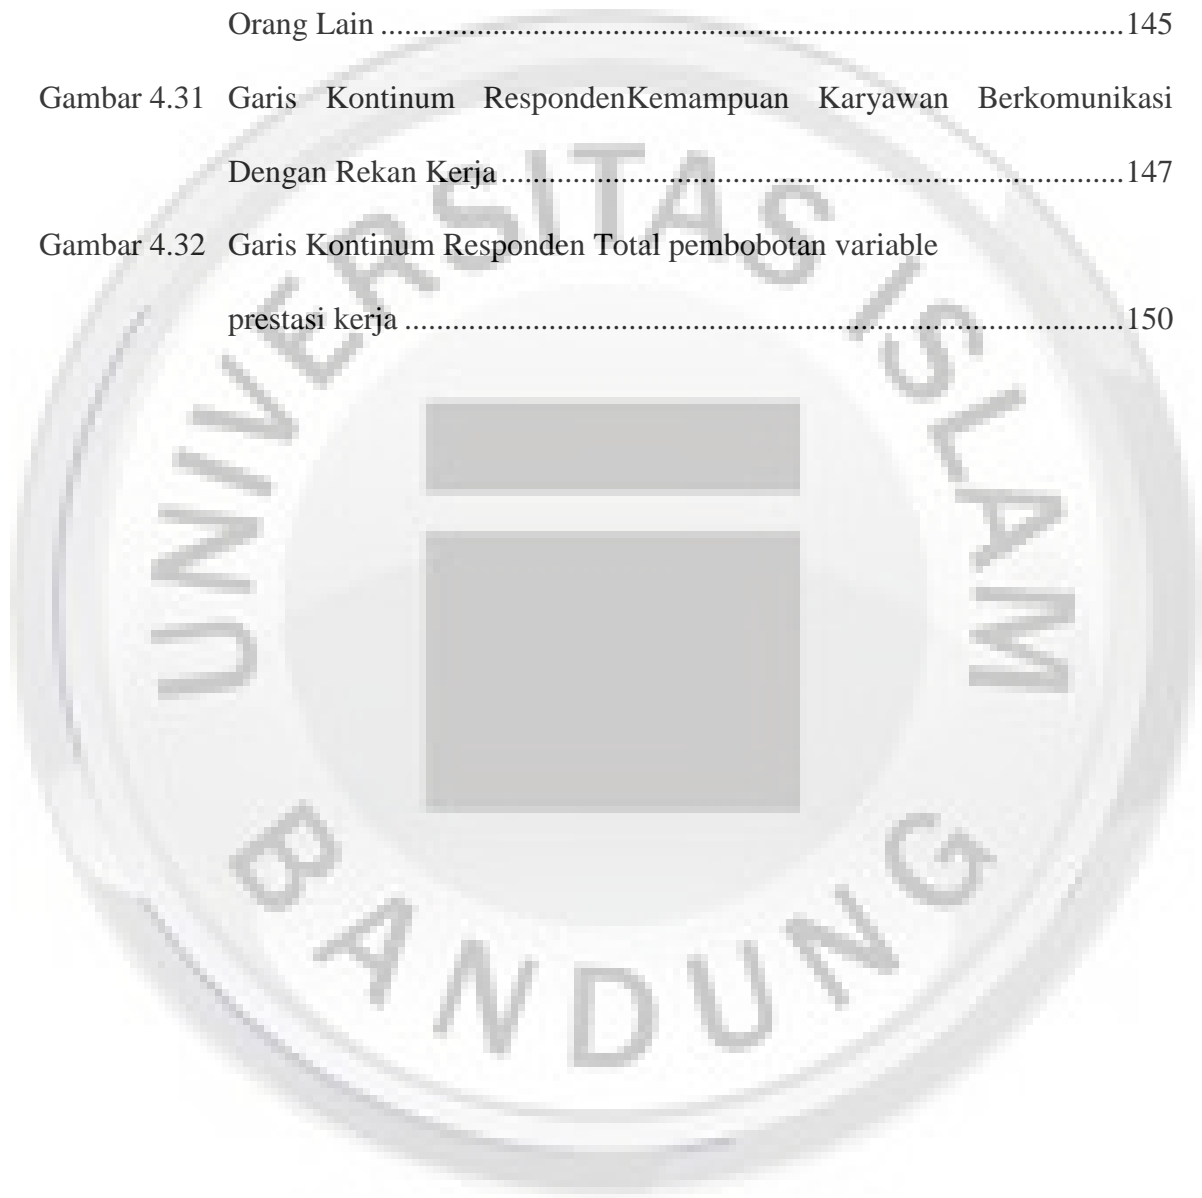 Orang Lain ............................................................................................145
Gambar 4.31 Garis Kontinum RespondenKemampuan Karyawan Berkomunikasi
Dengan Rekan Kerja.............................................................................147
Gambar 4.32 Garis Kontinum Responden Total pembobotan variable
prestasi kerja .........................................................................................150
UNIVERSITAS ISLAM
BANDUNG